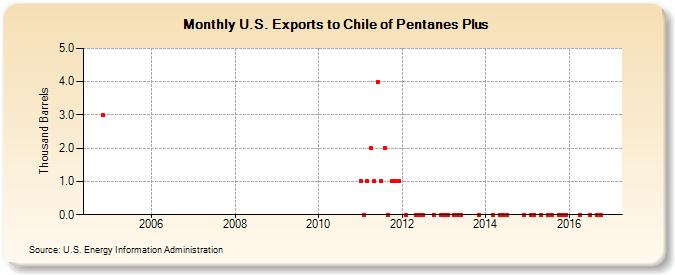 Monthly U.S. Exports to Chile of Pentanes Plus
Thousand Barrels
5.0
4.0
3.0
2.0
1.0
0.0
2006 2008 2010 2012 2014 2016
Source: U.S. Energy Information Administration